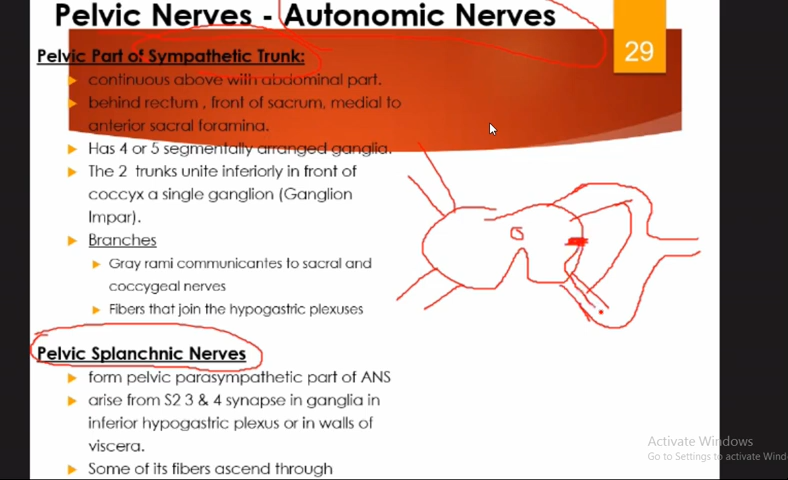 Pelvic Nerves - Autonomic Nerves
29
Pelvic Part of Sympathetic Trunk:
continuous above with abdominal part.
behind rectum , front of sacrum, medial to
anterior sacral foramina.
Has 4 or 5 segmentally arranged ganglia.
The 2 trunks unite inferiorly in front of
coccyx a single ganglion (Ganglion
Impar).
Branches
Gray rami communicantes to sacral and
coccygeal nerves
Fibers that join the hypogastric plexuses
Pelvic Splanchnic Nerves
form pelvic parasympathetic part of ANS
arise from S2 3 & 4 synapse in ganglia in
inferior hypogastric plexus or in walls of
viscera.
Some of its fibers ascend through
Activate Windows
Go to Settings to activate Wind